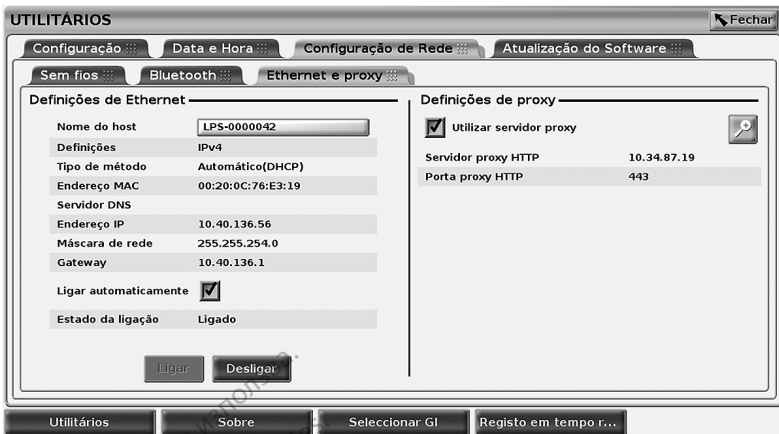 UTILITÁRIOS
Fechar
Configuração
Data e Hora
Configuração de Rede
Atualização do Software
Sem fios
Bluetooth
Ethernet e proxy
Definições de Ethernet
Nome do host LPS-0000042
Definições IPv4
Tipo de método Automático(DHCP)
Endereço MAC 00:20:0C:76:E3:19
Servidor DNS
Endereço IP 10.40.136.56
Máscara de rede 255.255.254.0
Gateway 10.40.136.1
Ligar automaticamente
Estado da ligação Ligado
Ligar
Desligar
Definições de proxy
Utilizar servidor proxy
Servidor proxy HTTP 10.34.87.19
Porta proxy HTTP 443
Utilitários
Sobre
Seleccionar GI
Registo em tempo r...